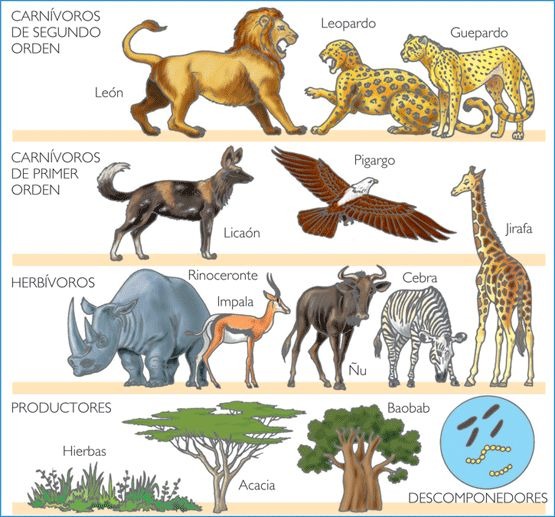 CARNÍVOROS
DE SEGUNDO
ORDEN
León
Leopardo
Guepardo
CARNÍVOROS
DE PRIMER
ORDEN
Licaón
Pigargo
Jirafa
HERBÍVOROS
Rinoceronte
Impala
Ñu
Cebra
PRODUCTORES
Hierbas
Acacia
Baobab
DESCOMPONEDORES